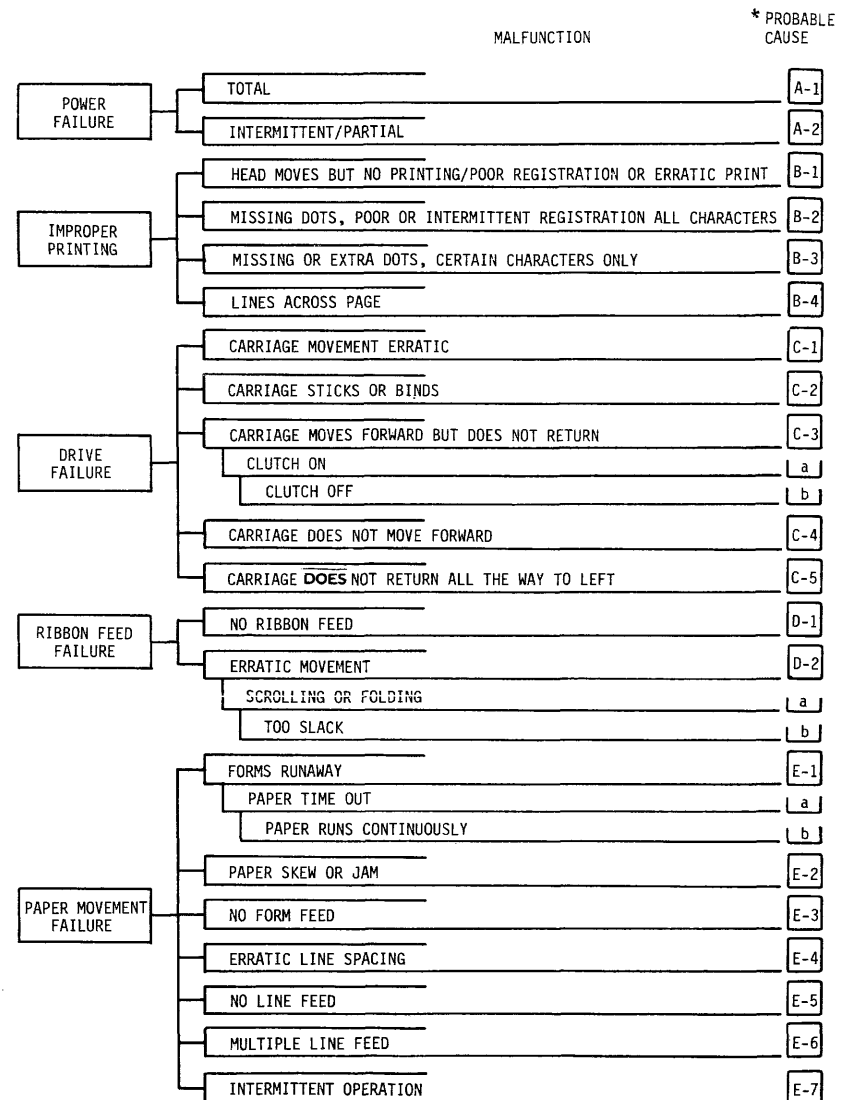 * PROBABLE
MALFUNCTION CAUSE
POWER
FAILURE
TOTAL A-1
INTERMITTENT/PARTIAL A-2
IMPROPER
PRINTING
HEAD MOVES BUT NO PRINTING/POOR REGISTRATION OR ERRATIC PRINT B-1
MISSING DOTS, POOR OR INTERMITTENT REGISTRATION ALL CHARACTERS B-2
MISSING OR EXTRA DOTS, CERTAIN CHARACTERS ONLY B-3
LINES ACROSS PAGE B-4
DRIVE
FAILURE
CARRIAGE MOVEMENT ERRATIC C-1
CARRIAGE STICKS OR BINDS C-2
CARRIAGE MOVES FORWARD BUT DOES NOT RETURN C-3
CLUTCH ON a
CLUTCH OFF b
CARRIAGE DOES NOT MOVE FORWARD C-4
CARRIAGE DOES NOT RETURN ALL THE WAY TO LEFT C-5
RIBBON FEED
FAILURE
NO RIBBON FEED D-1
ERRATIC MOVEMENT D-2
SCROLLING OR FOLDING a
TOO SLACK b
PAPER MOVEMENT
FAILURE
FORMS RUNAWAY E-1
PAPER TIME OUT a
PAPER RUNS CONTINUOUSLY b
PAPER SKEW OR JAM E-2
NO FORM FEED E-3
ERRATIC LINE SPACING E-4
NO LINE FEED E-5
MULTIPLE LINE FEED E-6
INTERMITTENT OPERATION E-7